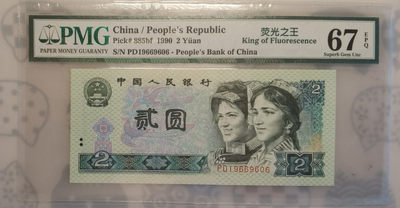 PMG
PAPER MONEY GUARANTY
China / People's Republic
Pick# 885bf 1990 2 Yüan
S/N PD19669606 - People's Bank of China
荧光之王
King of Fluorescence
67 EPQ
Superb Gem Unc
中国人民银行
2
贰圆
2
2
PD19669606